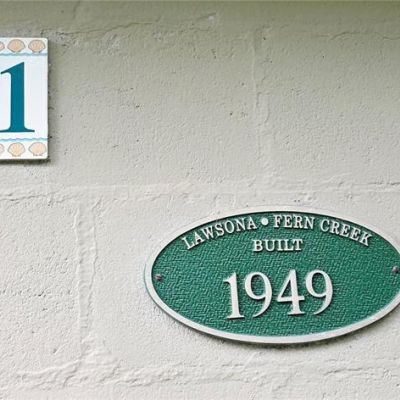 1
LAWSONA • FERN CREEK
BUILT
1949